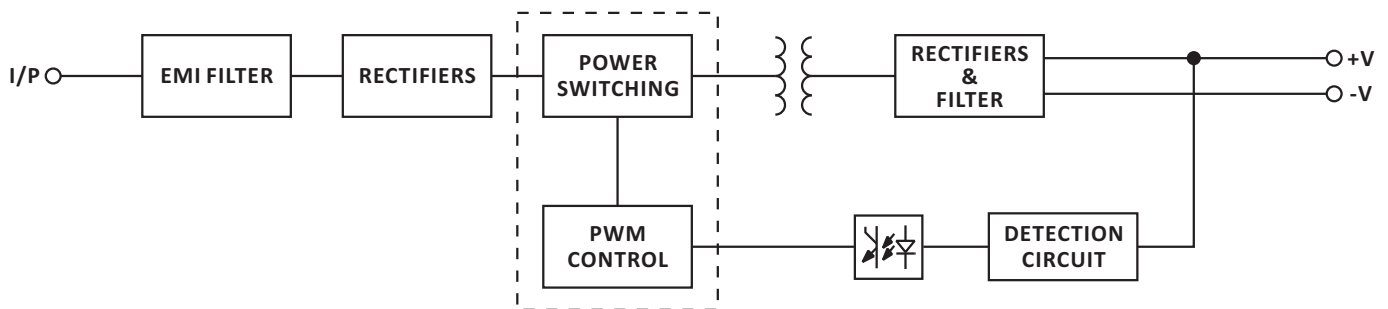 I/P
EMI FILTER
RECTIFIERS
POWER
SWITCHING
RECTIFIERS
&
FILTER
+V
-V
PWM
CONTROL
DETECTION
CIRCUIT